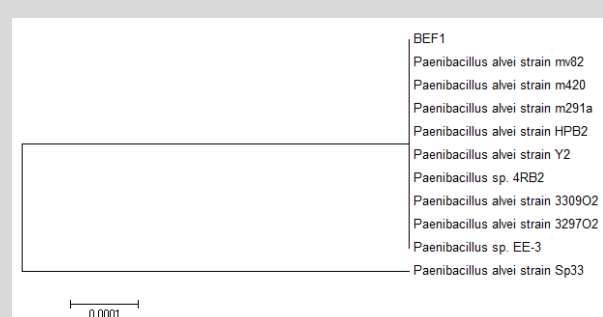 BEF1
Paenibacillus alvei strain mv82
Paenibacillus alvei strain m420
Paenibacillus alvei strain m291a
Paenibacillus alvei strain HPB2
Paenibacillus alvei strain Y2
Paenibacillus sp. 4RB2
Paenibacillus alvei strain 3309O2
Paenibacillus alvei strain 3297O2
Paenibacillus sp. EE-3
Paenibacillus alvei strain Sp33
0.0001